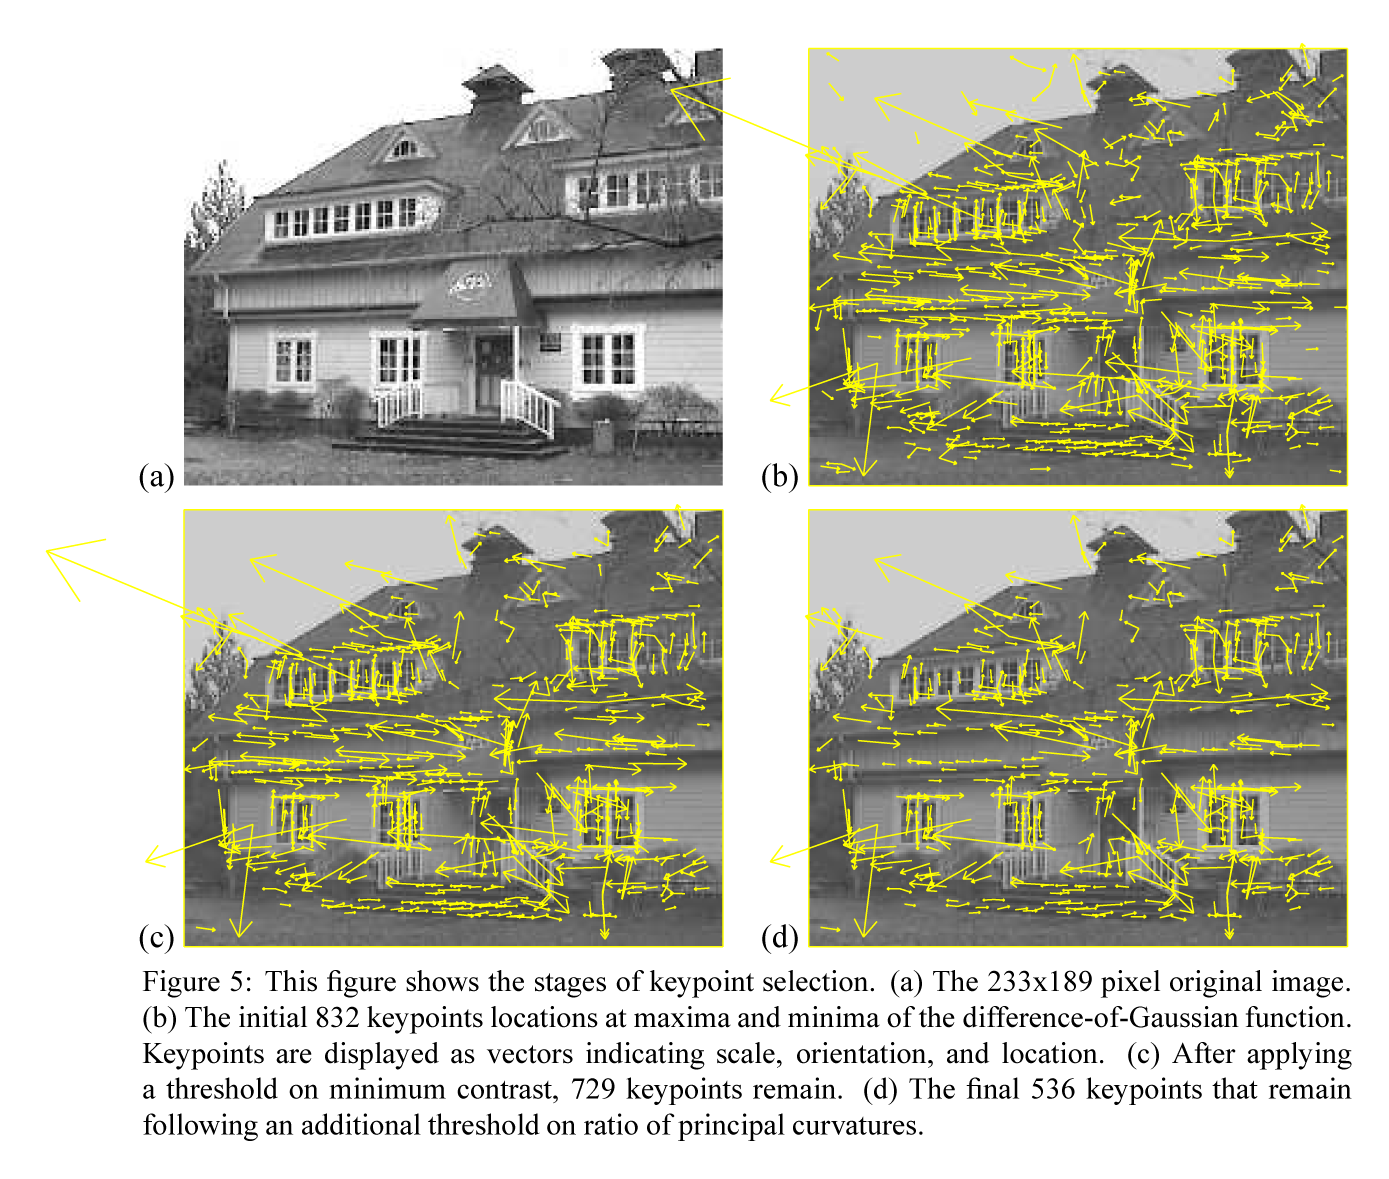 (a)
(b)
(c)
(d)
Figure 5: This figure shows the stages of keypoint selection. (a) The 233x189 pixel original image.
(b) The initial 832 keypoints locations at maxima and minima of the difference-of-Gaussian function.
Keypoints are displayed as vectors indicating scale, orientation, and location. (c) After applying
a threshold on minimum contrast, 729 keypoints remain. (d) The final 536 keypoints that remain
following an additional threshold on ratio of principal curvatures.